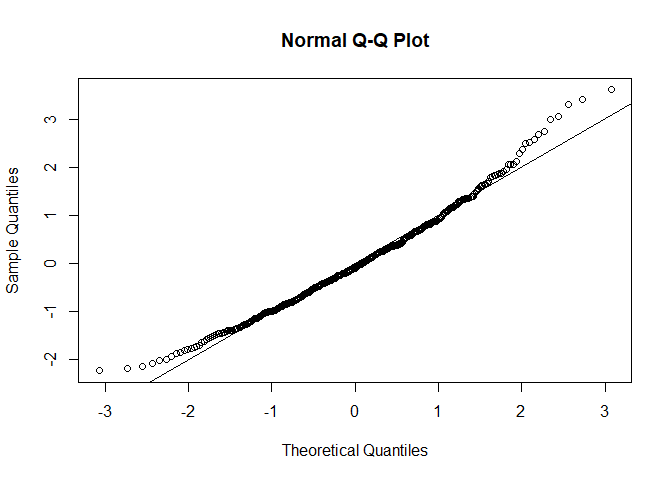 Normal Q-Q Plot
Sample Quantiles
3
2
1
0
-1
-2
-3 -2 -1 0 1 2 3
Theoretical Quantiles